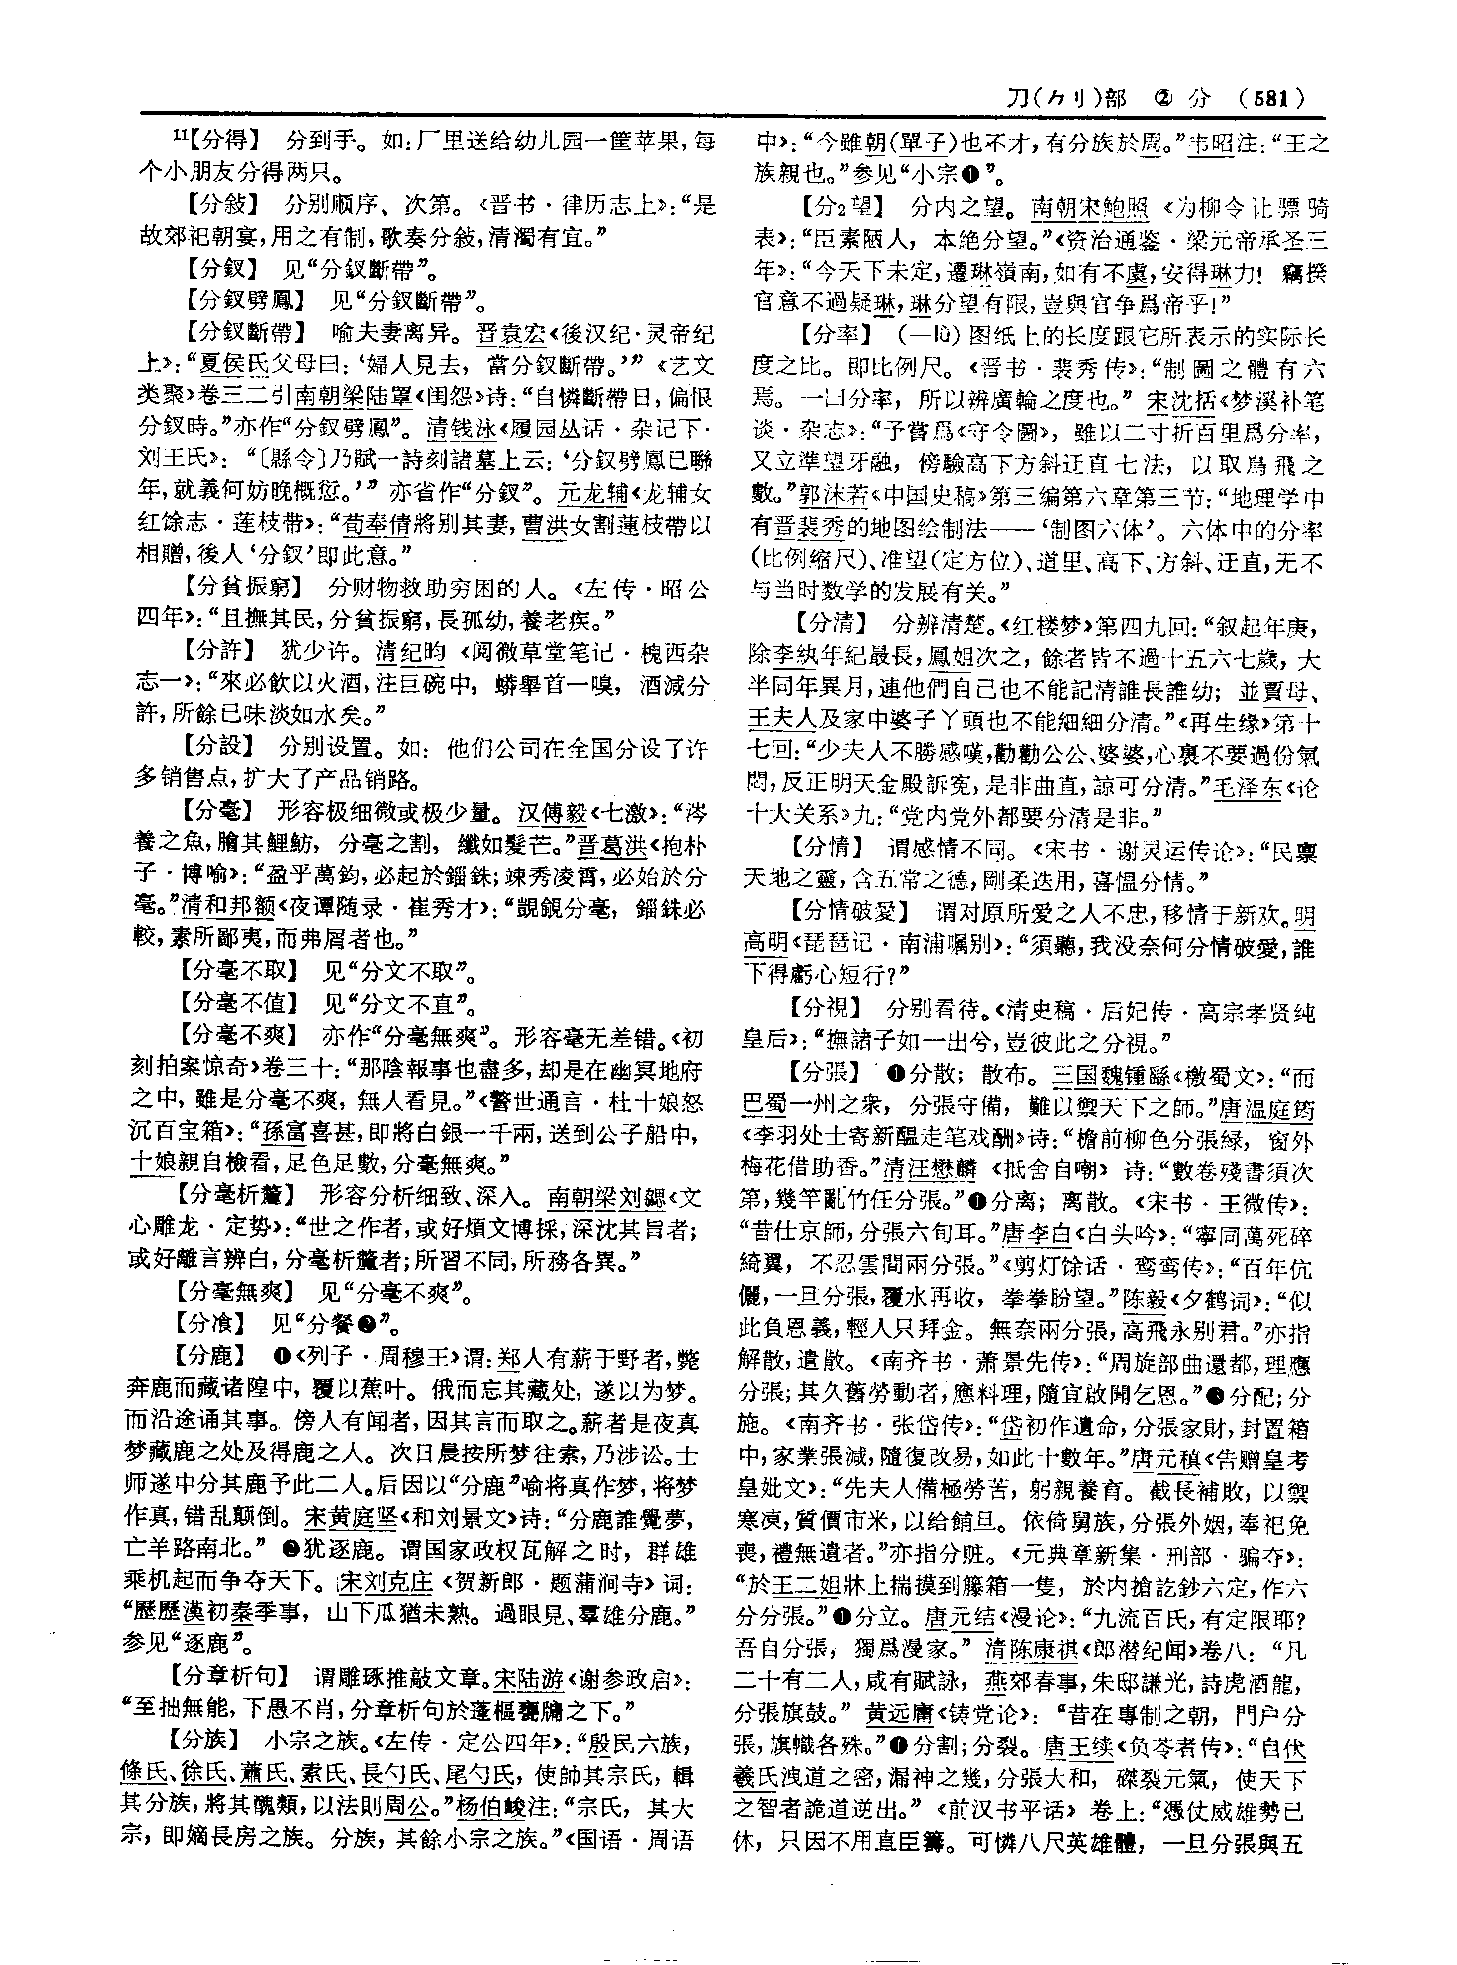 刀(⺈刂)部 ② 分 (581)
11【分得】 分到手。如:厂里送给幼儿园一筐苹果,每
个小朋友分得两只。
【分敍】 分别顺序、次第。《晋书·律历志上》:“是
故郊祀朝宴,用之有制,歌奏分敍,清濁有宜。”
【分釵】 见“分釵斷帶”。
【分釵劈鳳】 见“分釵斷帶”。
【分釵斷帶】 喻夫妻离异。晋袁宏《後汉纪·灵帝纪
上》:“夏侯氏父母曰:‘婦人見去,當分釵斷帶。’”《艺文
类聚》卷三二引南朝梁陆罩《闺怨》诗:“自憐斷帶日,偏恨
分釵時。”亦作“分釵劈鳳”。清钱泳《履园丛话·杂记下·
刘王氏》:“〔縣令〕乃賦一詩刻諸墓上云:‘分釵劈鳳已聯
年,就義何妨晚概愆。’”亦省作“分釵”。元龙辅《龙辅女
红馀志·莲枝带》:“荀奉倩將别其妻,曹洪女割蓮枝帶以
相贈,後人‘分釵’即此意。”
【分貧振窮】 分财物救助穷困的人。《左传·昭公
四年》:“且撫其民,分貧振窮,長孤幼,養老疾。”
【分許】 犹少许。清纪昀《阅微草堂笔记·槐西杂
志一》:“來必飲以火酒,注巨碗中,蟒舉首一嗅,酒減分
許,所餘已味淡如水矣。”
【分設】 分别设置。如:他们公司在全国分设了许
多销售点,扩大了产品销路。
【分毫】 形容极细微或极少量。汉傅毅《七激》:“涔
養之魚,膾其鯉魴,分毫之割,纖如髮芒。”晋葛洪《抱朴
子·博喻》:“盈乎萬鈞,必起於錙銖;竦秀凌霄,必始於分
毫。”清和邦额《夜谭随录·崔秀才》:“覬覦分毫,錙銖必
較,素所鄙夷,而弗屑者也。”
【分毫不取】 见“分文不取”。
【分毫不值】 见“分文不直”。
【分毫不爽】 亦作“分毫無爽”。形容毫无差错。《初
刻拍案惊奇》卷三十:“那陰報事也盡多,却是在幽冥地府
之中,雖是分毫不爽,無人看見。”《警世通言·杜十娘怒
沉百宝箱》:“孫富喜甚,即將白銀一千兩,送到公子船中,
十娘親自檢看,足色足數,分毫無爽。”
【分毫析釐】 形容分析细致、深入。南朝梁刘勰《文
心雕龙·定势》:“世之作者,或好煩文博採,深沈其旨者;
或好離言辨白,分毫析釐者;所習不同,所務各異。”
【分毫無爽】 见“分毫不爽”。
【分飡】 见“分餐❷”。
【分鹿】 ❶《列子·周穆王》谓:郑人有薪于野者,毙
奔鹿而藏诸隍中,覆以蕉叶。俄而忘其藏处,遂以为梦。
而沿途诵其事。傍人有闻者,因其言而取之。薪者是夜真
梦藏鹿之处及得鹿之人。次日晨按所梦往索,乃涉讼。士
师遂中分其鹿予此二人。后因以“分鹿”喻将真作梦,将梦
作真,错乱颠倒。宋黄庭坚《和刘景文》诗:“分鹿誰覺夢,
亡羊路南北。”❷犹逐鹿。谓国家政权瓦解之时,群雄
乘机起而争夺天下。宋刘克庄《贺新郎·题蒲涧寺》词:
“歷歷漢初秦季事,山下瓜猶未熟。過眼見、羣雄分鹿。”
参见“逐鹿”。
【分章析句】 谓雕琢推敲文章。宋陆游《谢参政启》:
“至拙無能,下愚不肖,分章析句於蓬樞甕牖之下。”
【分族】 小宗之族。《左传·定公四年》:“殷民六族,
條氏、徐氏、蕭氏、索氏、長勺氏、尾勺氏,使帥其宗氏,輯
其分族,將其醜類,以法則周公。”杨伯峻注:“宗氏,其大
宗,即嫡長房之族。分族,其餘小宗之族。”《国语·周语
中》:“今雖朝(單子)也不才,有分族於周。”韦昭注:“王之
族親也。”参见“小宗❶”。
【分2望】 分内之望。南朝宋鲍照《为柳令让骠骑
表》:“臣素陋人,本絶分望。”《资治通鉴·梁元帝承圣三
年》:“今天下未定,遷琳嶺南,如有不虞,安得琳力!竊揆
官意不過疑琳,琳分望有限,豈與官争爲帝乎!”
【分率】 (—lǜ)图纸上的长度跟它所表示的实际长
度之比。即比例尺。《晋书·裴秀传》:“制圖之體有六
焉。一曰分率,所以辨廣輪之度也。”宋沈括《梦溪补笔
谈·杂志》:“予嘗爲《守令圖》,雖以二寸折百里爲分率,
又立準望牙融,傍驗高下方斜迂直七法,以取鳥飛之
數。”郭沫若《中国史稿》第三编第六章第三节:“地理学中
有晋裴秀的地图绘制法——‘制图六体’。六体中的分率
(比例缩尺)、准望(定方位)、道里、高下、方斜、迂直,无不
与当时数学的发展有关。”
【分清】 分辨清楚。《红楼梦》第四九回:“叙起年庚,
除李紈年紀最長,鳳姐次之,餘者皆不過十五六七歲,大
半同年異月,連他們自己也不能記清誰長誰幼;並賈母、
王夫人及家中婆子丫頭也不能細細分清。”《再生缘》第十
七回:“少夫人不勝感嘆,勸勸公公、婆婆,心裏不要過份氣
悶,反正明天金殿訴冤,是非曲直,諒可分清。”毛泽东《论
十大关系》九:“党内党外都要分清是非。”
【分情】 谓感情不同。《宋书·谢灵运传论》:“民禀
天地之靈,含五常之德,剛柔迭用,喜愠分情。”
【分情破愛】 谓对原所爱之人不忠,移情于新欢。明
高明《琵琶记·南浦嘱别》:“須聽,我没奈何分情破愛,誰
下得虧心短行?”
【分視】 分别看待。《清史稿·后妃传·高宗孝贤纯
皇后》:“撫諸子如一出兮,豈彼此之分視。”
【分張】 ❶分散;散布。三国魏锺繇《檄蜀文》:“而
巴蜀一州之衆,分張守備,難以禦天下之師。”唐温庭筠
《李羽处士寄新醖走笔戏酬》诗:“檐前柳色分張緑,窗外
梅花借助香。”清汪懋麟《抵舍自嘲》诗:“數卷殘書須次
第,幾竿亂竹任分張。”❷分离;离散。《宋书·王微传》:
“昔仕京師,分張六旬耳。”唐李白《白头吟》:“寧同萬死碎
綺翼,不忍雲間兩分張。”《剪灯馀话·鸾鸾传》:“百年伉
儷,一旦分張,覆水再收,拳拳盼望。”陈毅《夕鹤词》:“似
此負恩義,輕人只拜金。無奈兩分張,高飛永别君。”亦指
解散,遣散。《南齐书·萧景先传》:“周旋部曲還都,理應
分張;其久舊勞勤者,應料理,隨宜啟聞乞恩。”❸分配;分
施。《南齐书·张岱传》:“岱初作遺命,分張家財,封置箱
中,家業張減,隨復改易,如此十數年。”唐元稹《告赠皇考
皇妣文》:“先夫人備極勞苦,躬親養育。截長補敗,以禦
寒凍,質價市米,以给餔旦。依倚舅族,分張外姻,奉祀免
喪,禮無遺者。”亦指分赃。《元典章新集·刑部·骗夺》:
“於王二姐牀上揣摸到籐箱一隻,於内搶訖鈔六定,作六
分分張。”❹分立。唐元结《漫论》:“九流百氏,有定限耶?
吾自分張,獨爲漫家。”清陈康祺《郎潜纪闻》卷八:“凡
二十有二人,咸有賦詠,燕郊春事,朱邸謙光,詩虎酒龍,
分張旗鼓。”黄远庸《铸党论》:“昔在專制之朝,門户分
張,旗幟各殊。”❺分割;分裂。唐王绩《负苓者传》:“自伏
羲氏洩道之密,漏神之幾,分張大和,磔裂元氣,使天下
之智者詭道逆出。”《前汉书平话》卷上:“憑仗威雄勢已
休,只因不用直臣籌。可憐八尺英雄體,一旦分張與五